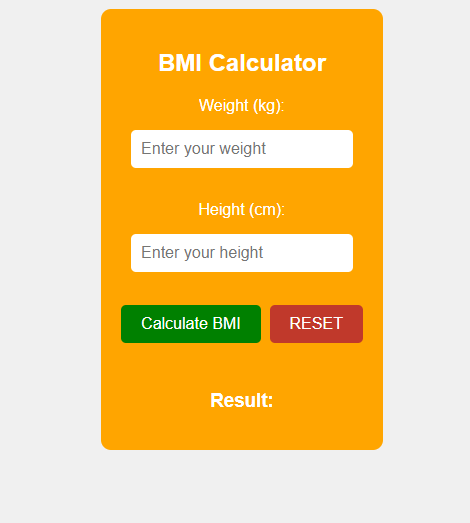 BMI Calculator
Weight (kg):
Enter your weight
Height (cm):
Enter your height
Calculate BMI RESET
Result: